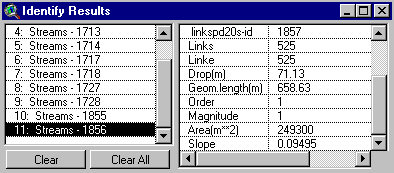 Identify Results
4: Streams - 1713
5: Streams - 1714
6: Streams - 1717
7: Streams - 1718
8: Streams - 1727
9: Streams - 1728
10: Streams - 1855
11: Streams - 1856
Clear
Clear All
linkspd20s-id 1857
Links 525
Linke 525
Drop(m) 71.13
Geom.length(m) 658.63
Order 1
Magnitude 1
Area(m**2) 249300
Slope 0.09495